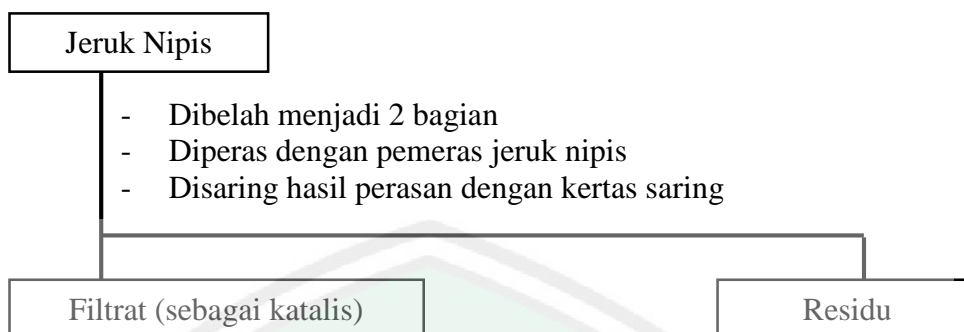 Jeruk Nipis
- Dibelah menjadi 2 bagian
- Diperas dengan pemeras jeruk nipis
- Disaring hasil perasan dengan kertas saring
Filtrat (sebagai katalis)
Residu